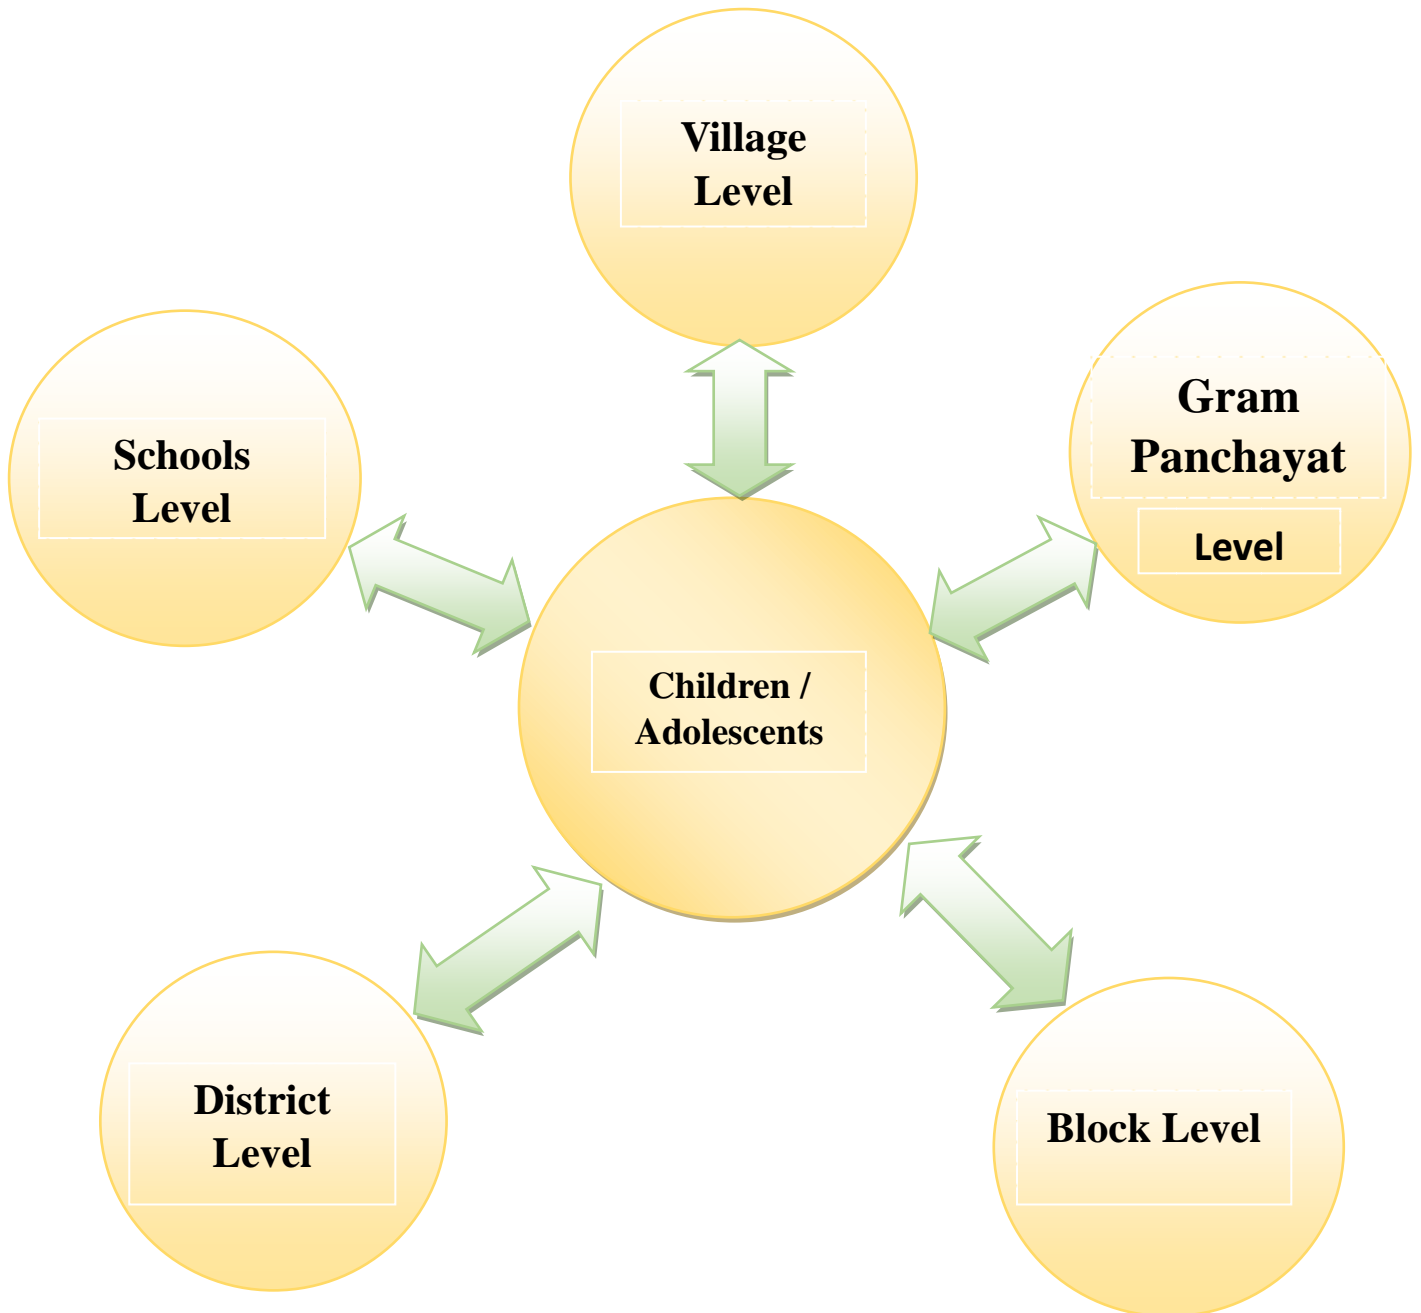 Village
Level
Gram
Panchayat
Level
Schools
Level
Children /
Adolescents
District
Level
Block Level